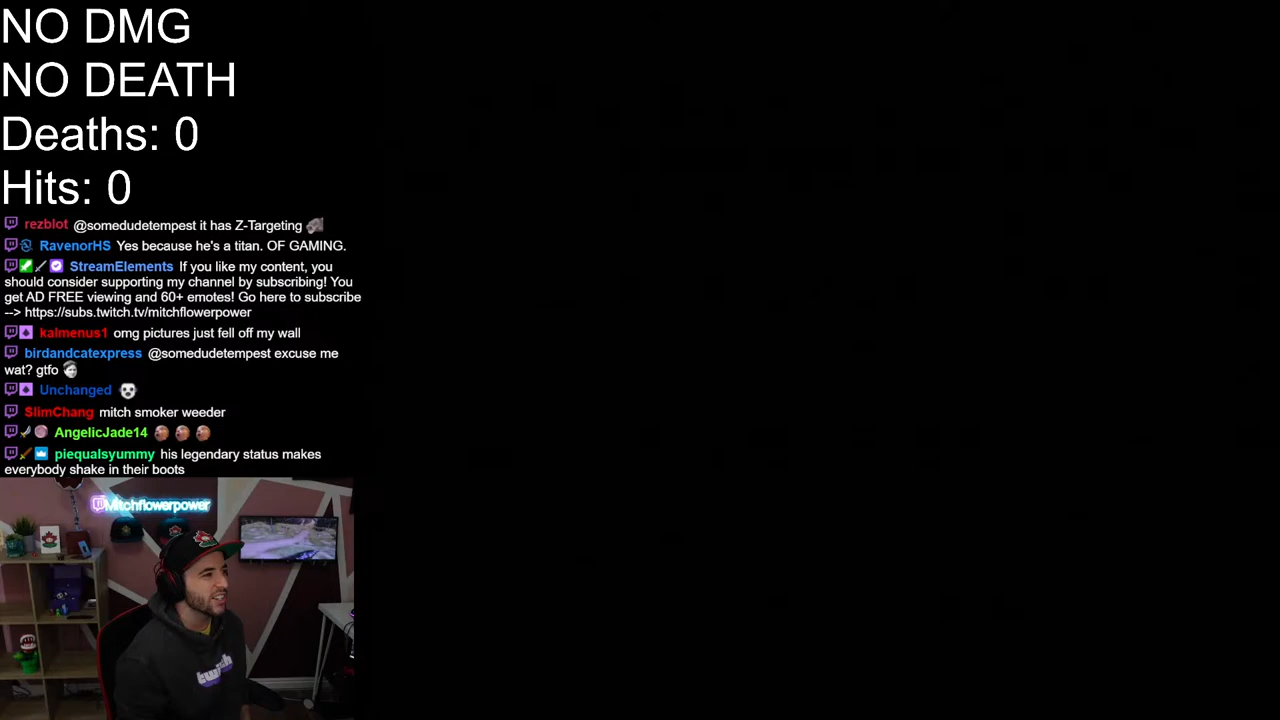 NO DMG
NO DEATH
Deaths: 0
Hits: 0
rezblot @somedudetempest it has Z-Targeting
RavenorHS Yes because he's a titan. OF GAMING.
StreamElements If you like my content, you
should consider supporting my channel by subscribing! You
get AD FREE viewing and 60+ emotes! Go here to subscribe
--> https://subs.twitch.tv/mitchflowerpower
kalmenus1 omg pictures just fell off my wall
birdandcatexpress @somedudetempest excuse me
wat? gtfo
Unchanged
SlimChang mitch smoker weeder
AngelicJade14
piequalsyummy his legendary status makes
everybody shake in their boots
Mitchflowerpower
twitch